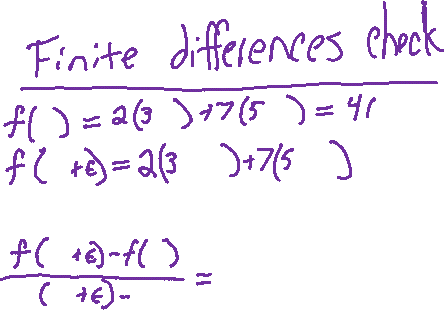 Finite differences check
f( ) = 2(3 )+7(5 ) = 41
f( +ϵ) = 2(3 )+7(5 )
f( +ϵ)-f( )
( +ϵ)- =